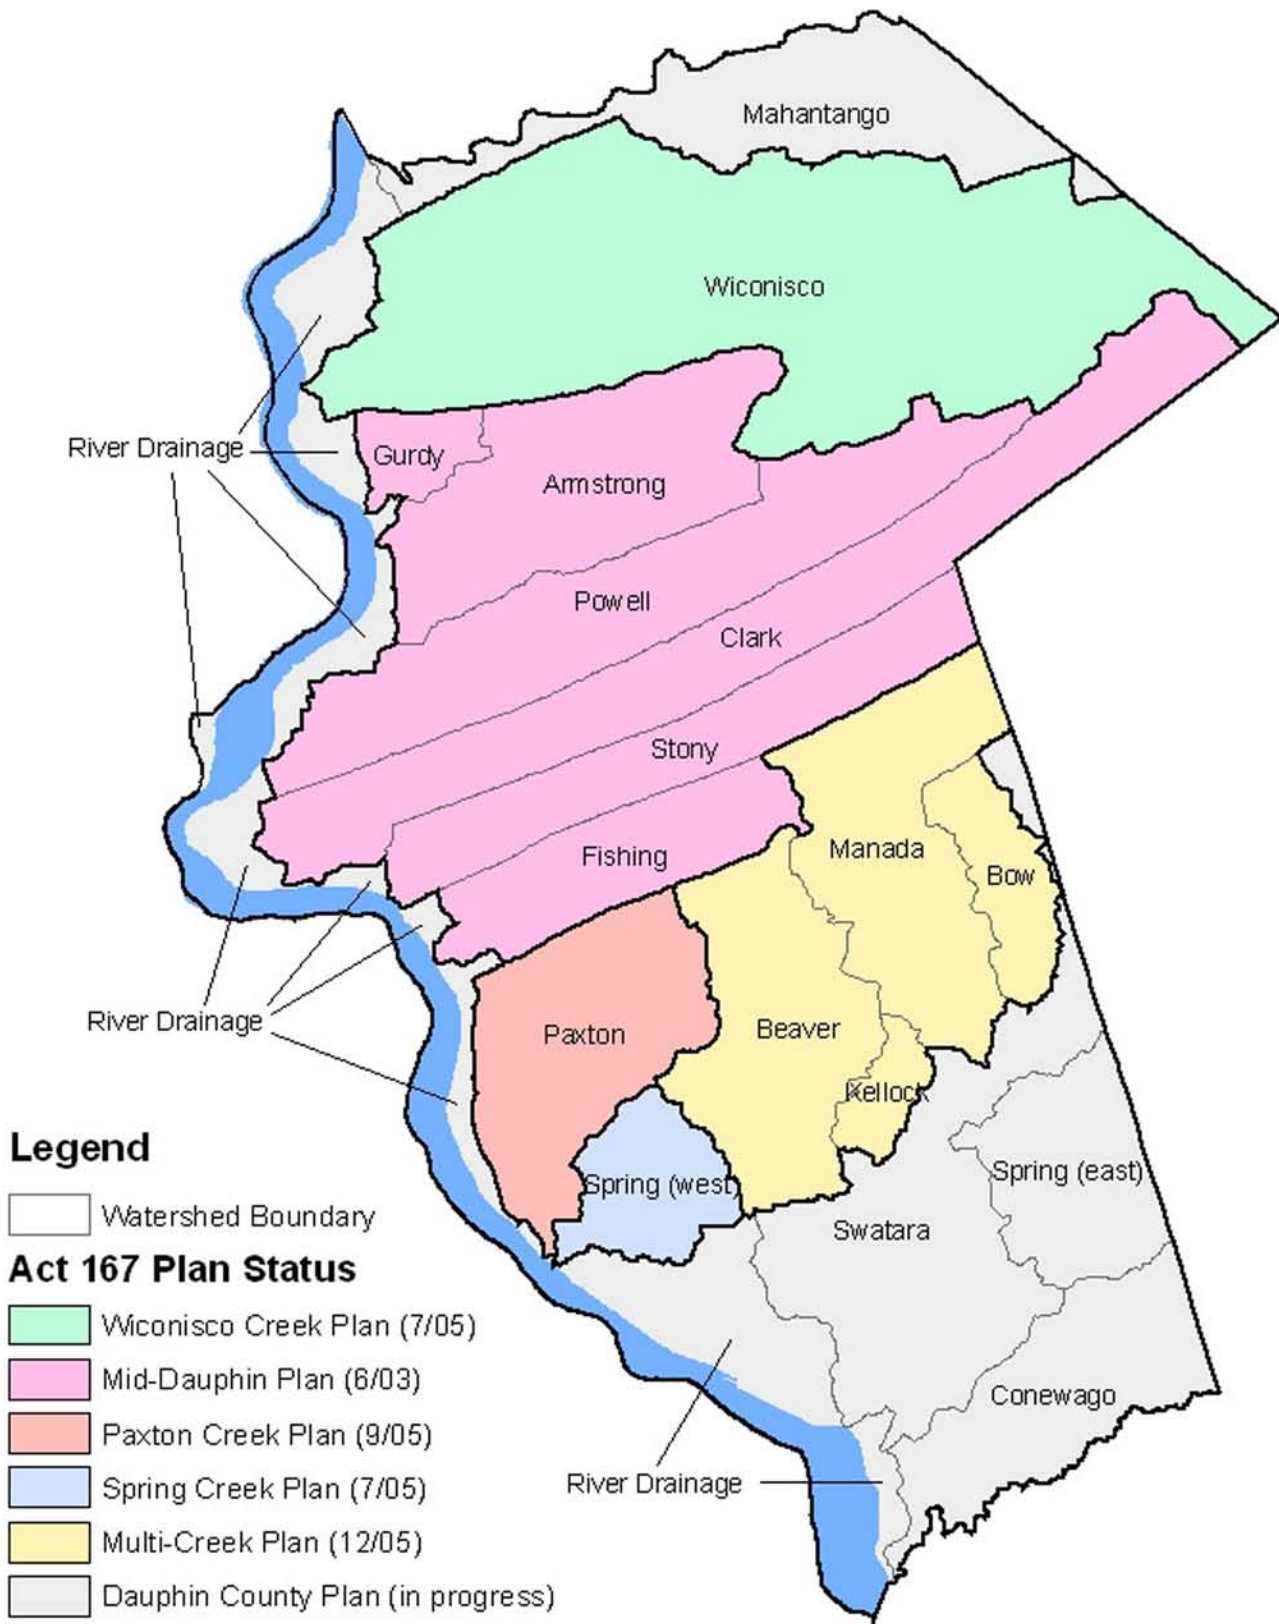 Mahantango
Wiconisco
River Drainage
Gurdy
Armstrong
Powell
Clark
Stony
Fishing
Manada
Bow
River Drainage
Paxton
Beaver
Kellock
Spring (west)
Spring (east)
Swatara
Conewago
River Drainage
Legend
Watershed Boundary
Act 167 Plan Status
Wiconisco Creek Plan (7/05)
Mid-Dauphin Plan (6/03)
Paxton Creek Plan (9/05)
Spring Creek Plan (7/05)
Multi-Creek Plan (12/05)
Dauphin County Plan (in progress)